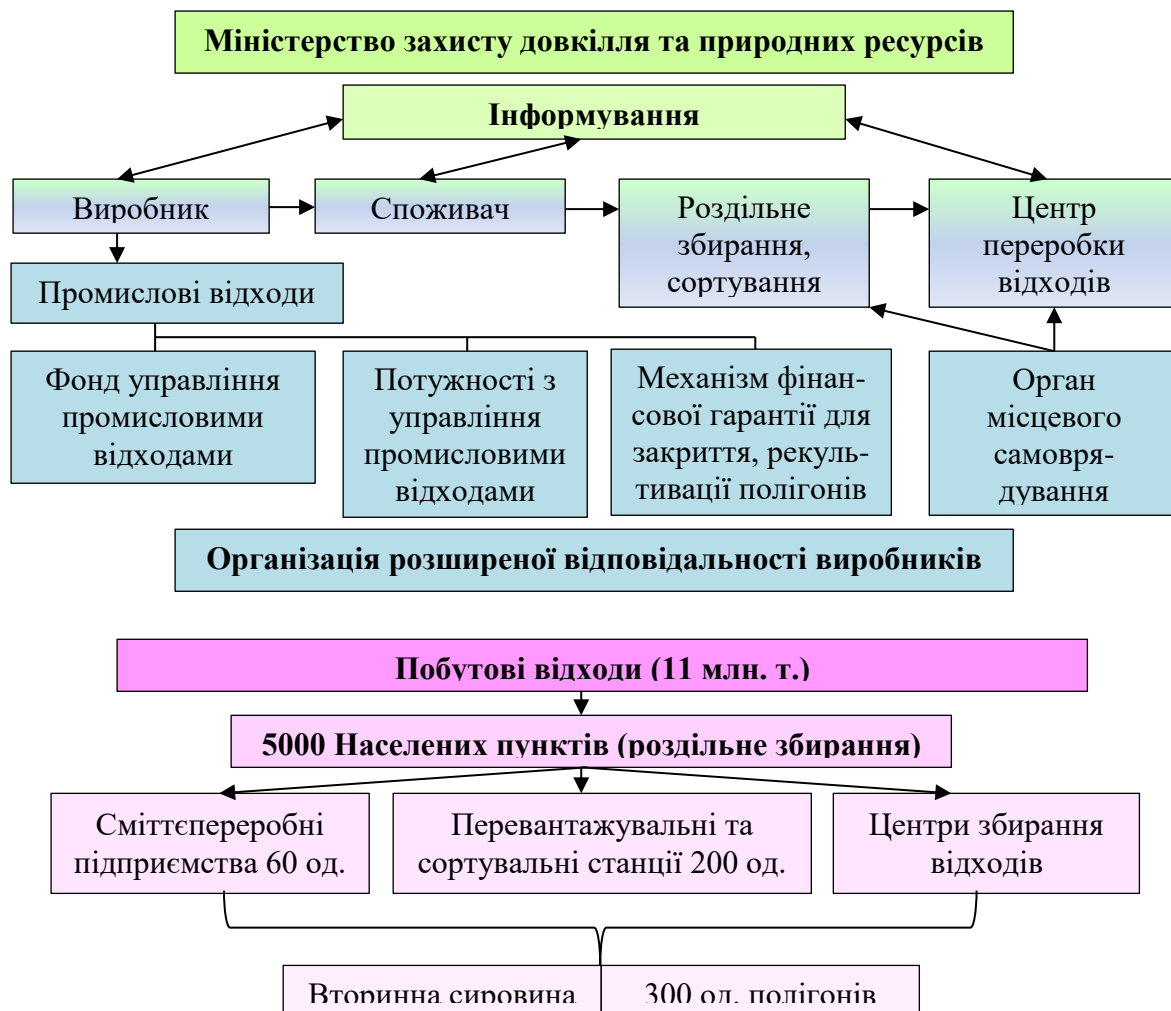 Міністерство захисту довкілля та природних ресурсів
Інформування
Виробник
Споживач
Роздільне
збирання,
сортування
Центр
переробки
відходів
Промислові відходи
Фонд управління
промисловими
відходами
Потужності з
управління
промисловими
відходами
Механізм фінан-
сової гарантії для
закриття, рекуль-
тивації полігонів
Орган
місцевого
самовря-
дування
Організація розширеної відповідальності виробників
Побутові відходи (11 млн. т.)
5000 Населених пунктів (роздільне збирання)
Сміттєпереробні
підприємства 60 од.
Перевантажувальні та
сортувальні станції 200 од.
Центри збирання
відходів
Вторинна сировина
300 од. полігонів